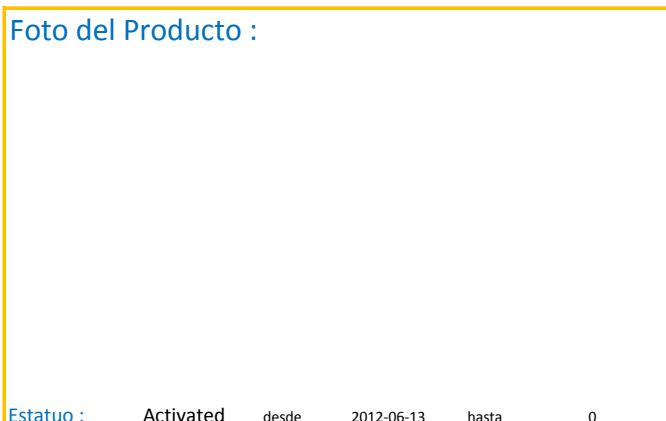 Foto del Producto :
Estatuo : Activated desde 2012-06-13 hasta 0